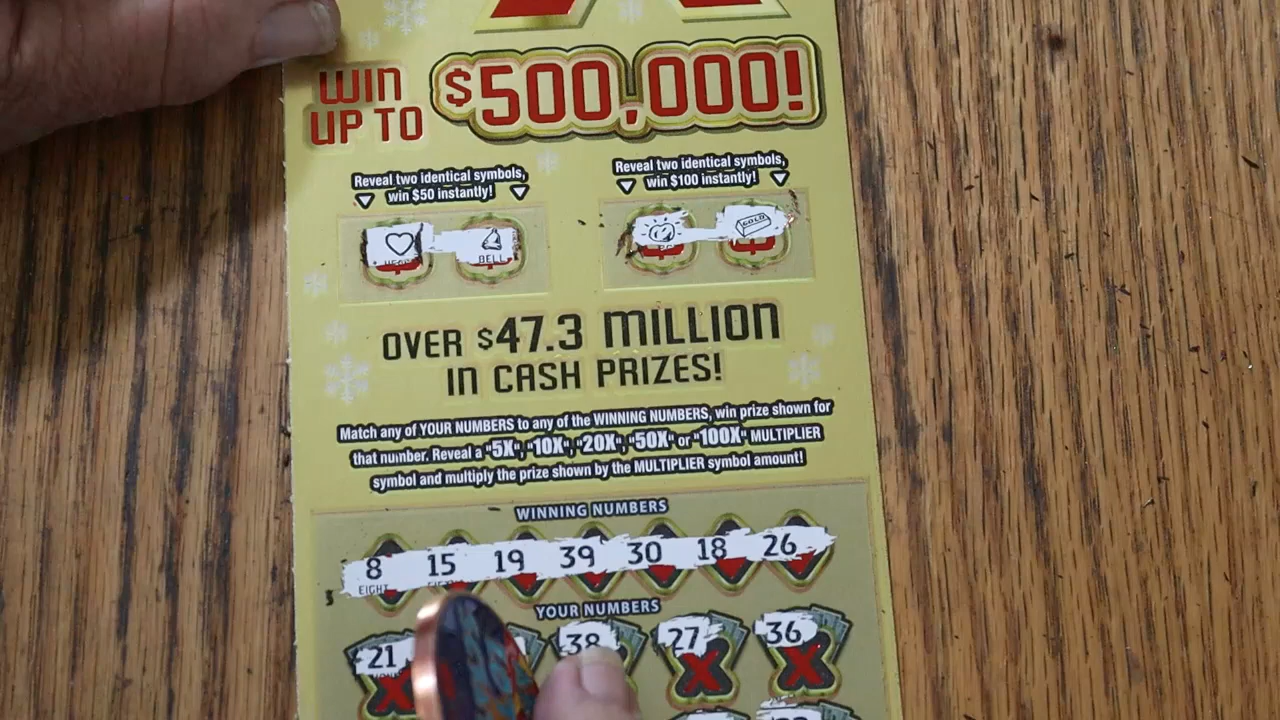 WIN
UP TO
$500,000!
Reveal two identical symbols,
win $50 instantly!
Reveal two identical symbols,
win $100 instantly!
BELL
GOLD
OVER $47.3 MILLION
IN CASH PRIZES!
Match any of YOUR NUMBERS to any of the WINNING NUMBERS, win prize shown for
that number. Reveal a "5X", "10X", "20X", "50X" or "100X" MULTIPLIER
symbol and multiply the prize shown by the MULTIPLIER symbol amount!
WINNING NUMBERS
8 15 19 39 30 18 26
EIGHT
YOUR NUMBERS
21 38 27 36